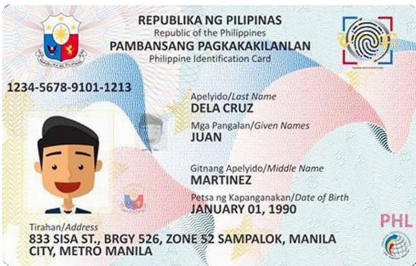 REPUBLIKA NG PILIPINAS
Republic of the Philippines
PAMBANSANG PAGKAKAKILANLAN
Philippine Identification Card
1234-5678-9101-1213
Apelyido/Last Name
DELA CRUZ
Mga Pangalan/Given Names
JUAN
Gitnang Apelyido/Middle Name
MARTINEZ
Petsa ng Kapanganakan/Date of Birth
JANUARY 01, 1990
PHL
Tirahan/Address
833 SISA ST., BRGY 526, ZONE 52 SAMPALOK, MANILA
CITY, METRO MANILA